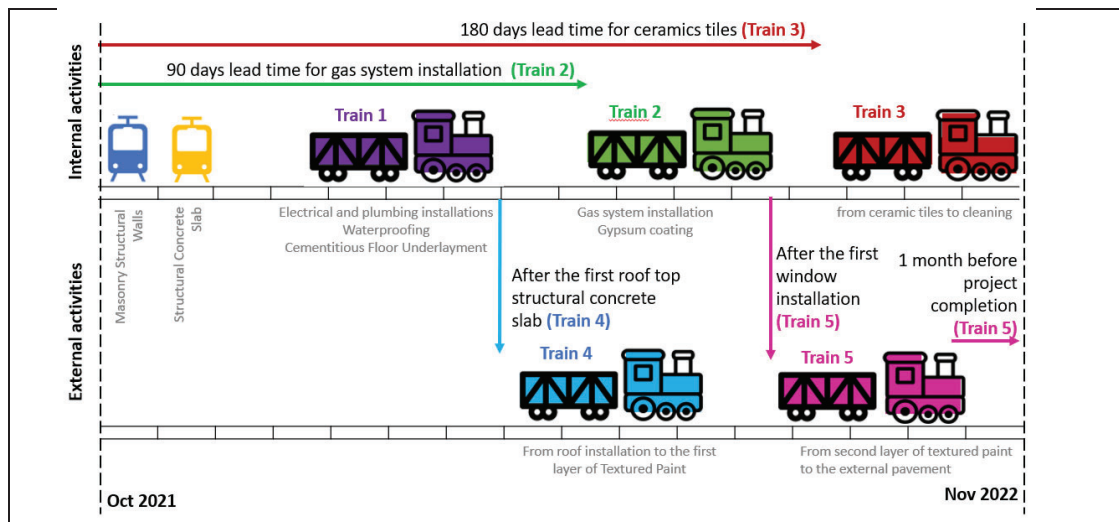 180 days lead time for ceramics tiles (Train 3)
90 days lead time for gas system installation (Train 2)
Internal activities
Train 1
Train 2
Train 3
Masonry Structural
Walls
Structural Concrete
Slab
Electrical and plumbing installations
Waterproofing
Cementitious Floor Underlayment
Gas system installation
Gypsum coating
from ceramic tiles to cleaning
External activities
After the first roof top
structural concrete
slab (Train 4)
After the first
window
installation
(Train 5)
1 month before
project
completion
(Train 5)
Train 4
Train 5
From roof installation to the first
layer of Textured Paint
From second layer of textured paint
to the external pavement
Oct 2021
Nov 2022